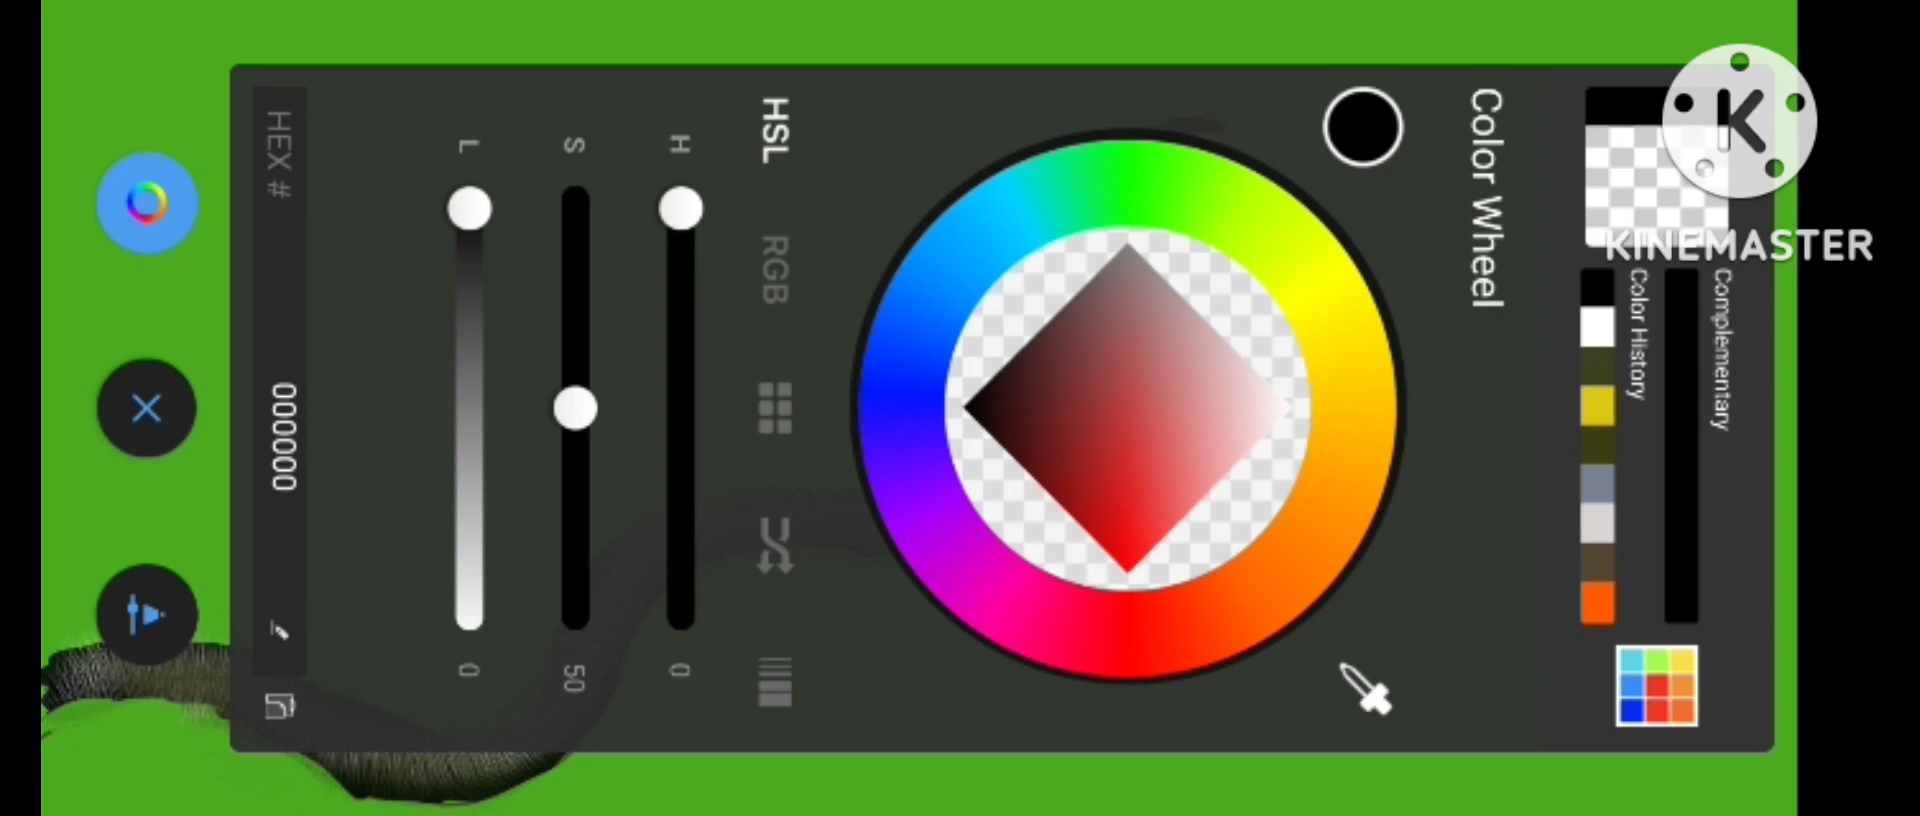 K
KINEMASTER
Complementary
Color History
Color Wheel
HSL
RGB
H
0
S
50
L
0
HEX #
000000